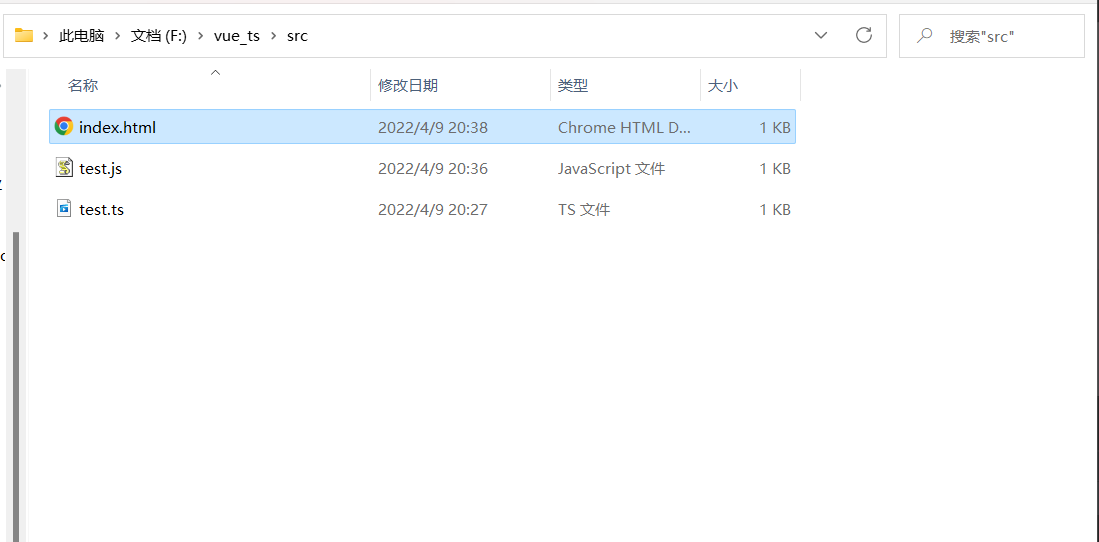 此电脑 > 文档 (F:) > vue_ts > src
搜索"src"
名称 修改日期 类型 大小
index.html 2022/4/9 20:38 Chrome HTML D... 1 KB
test.js 2022/4/9 20:36 JavaScript 文件 1 KB
test.ts 2022/4/9 20:27 TS 文件 1 KB